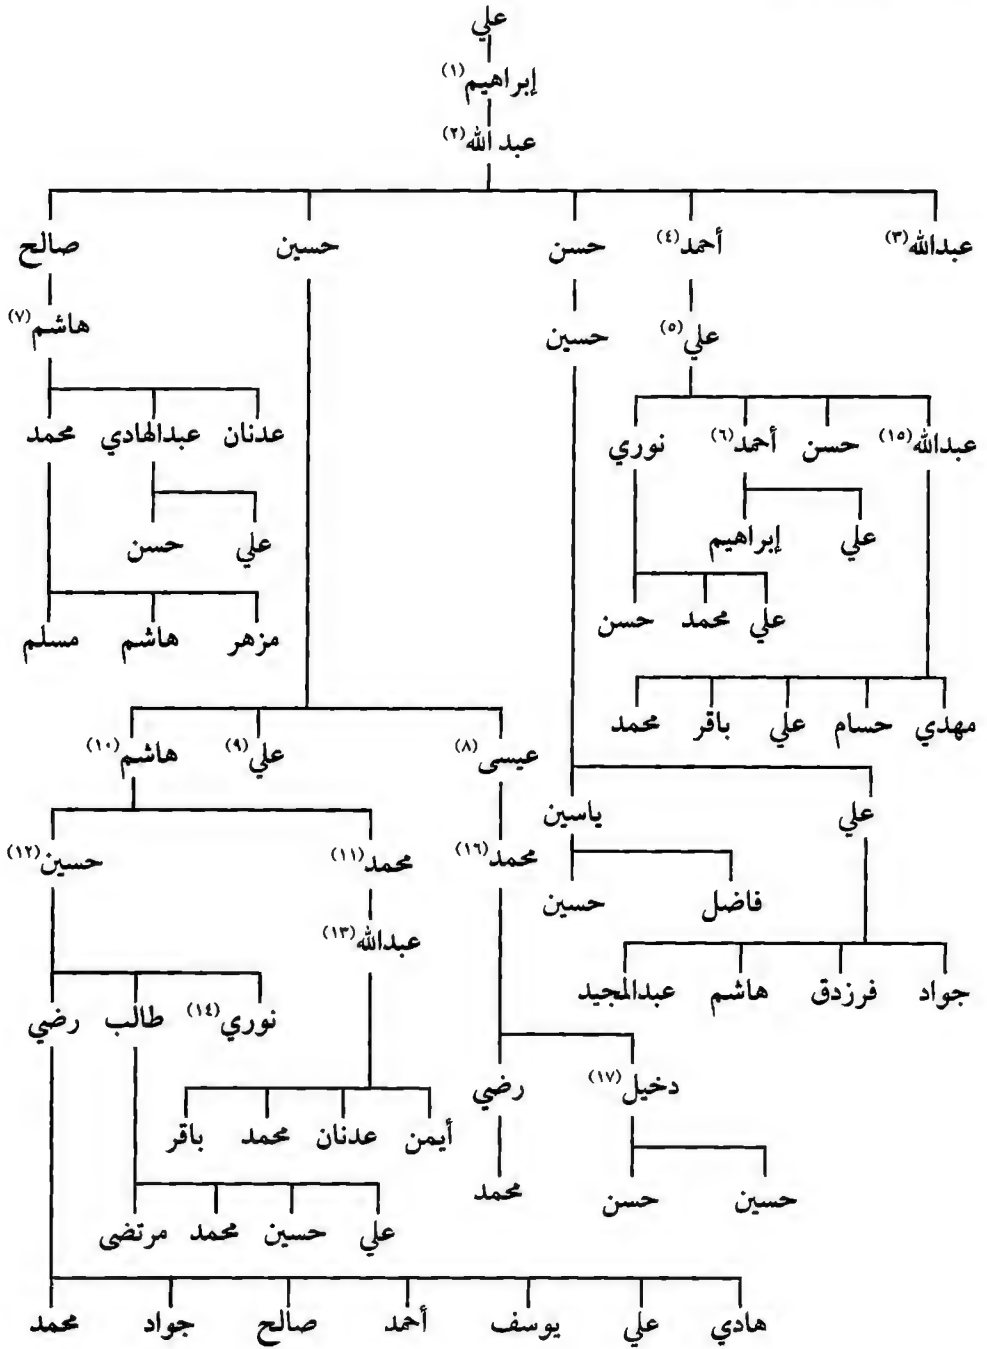 علي
إبراهيم (١)
عبد الله (٢)
عبدالله (٣) أحمد (٤) حسن حسين صالح
علي (٥) حسين هاشم (٧)
عبدالله (١٥) حسن أحمد (٦) نوري عدنان عبدالهادي محمد
علي إبراهيم علي حسن
علي محمد حسن مزهر هاشم مسلم
مهدي حسام علي باقر محمد
عيسى (٨) علي (٩) هاشم (١٠)
علي ياسين
محمد (١٦) محمد (١١) حسين (١٢)
فاضل حسين
عبدالله (١٣)
جواد فرزدق هاشم عبدالمجيد
نوري (١٤) طالب رضي
دخيل (١٧) رضي
أيمن عدنان محمد باقر
حسين حسن محمد
علي حسين محمد مرتضى
هادي علي يوسف أحمد صالح جواد محمد